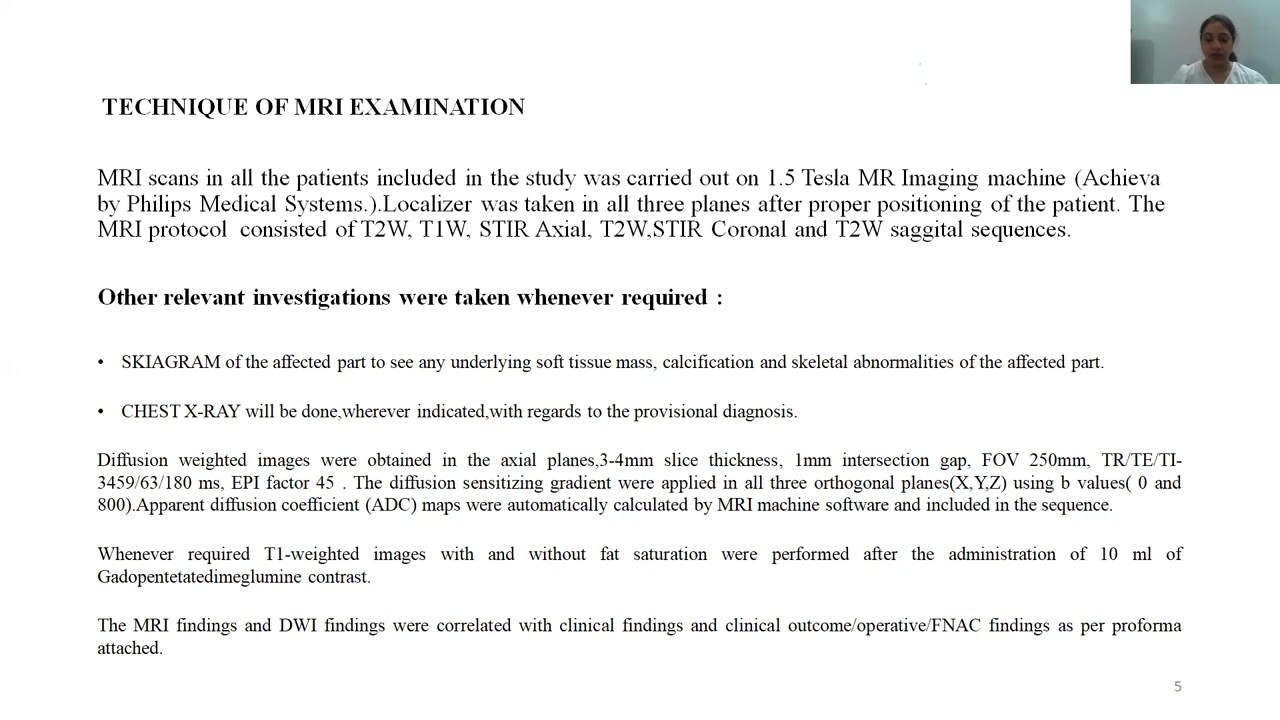 TECHNIQUE OF MRI EXAMINATION
MRI scans in all the patients included in the study was carried out on 1.5 Tesla MR Imaging machine (Achieva
by Philips Medical Systems.).Localizer was taken in all three planes after proper positioning of the patient. The
MRI protocol consisted of T2W, T1W, STIR Axial, T2W,STIR Coronal and T2W saggital sequences.
Other relevant investigations were taken whenever required :
• SKIAGRAM of the affected part to see any underlying soft tissue mass, calcification and skeletal abnormalities of the affected part.
• CHEST X-RAY will be done,wherever indicated,with regards to the provisional diagnosis.
Diffusion weighted images were obtained in the axial planes,3-4mm slice thickness, 1mm intersection gap, FOV 250mm, TR/TE/TI-
3459/63/180 ms, EPI factor 45 . The diffusion sensitizing gradient were applied in all three orthogonal planes(X,Y,Z) using b values( 0 and
800).Apparent diffusion coefficient (ADC) maps were automatically calculated by MRI machine software and included in the sequence.
Whenever required T1-weighted images with and without fat saturation were performed after the administration of 10 ml of
Gadopentetatedimeglumine contrast.
The MRI findings and DWI findings were correlated with clinical findings and clinical outcome/operative/FNAC findings as per proforma
attached.
5